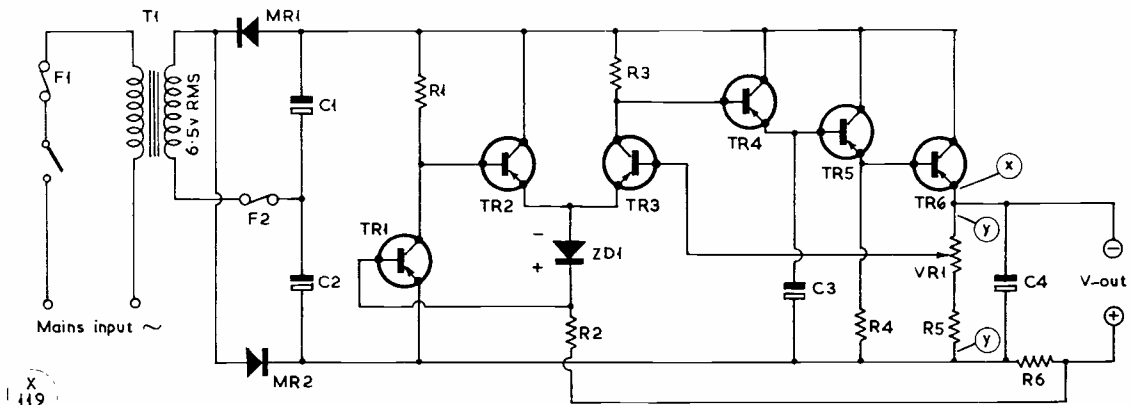 T1
MR1
F1
6·5v RMS
C1
R1
R3
TR4
TR5
TR2
TR3
TR6
x
y
F2
TR1
–
+
ZD1
VR1
C2
C3
C4
V-out
–
+
R2
R4
R5
y
Mains input ~
MR2
R6
X
119